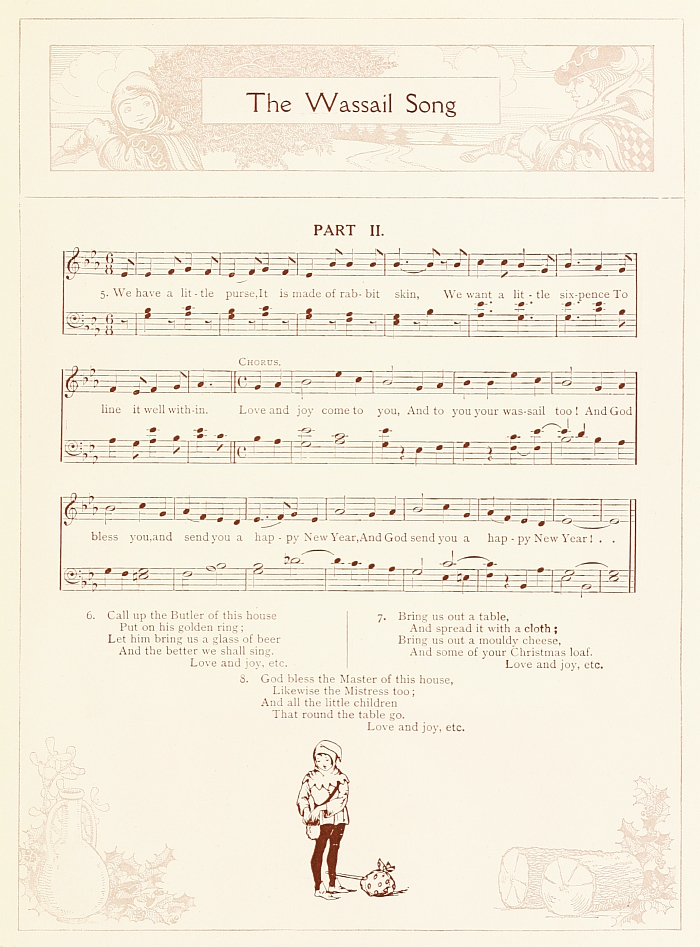 The Wassail Song
PART II.
5. We have a lit - tle purse, It is made of rab - bit skin, We want a lit - tle six-pence To
CHORUS.
line it well with-in. Love and joy come to you, And to you your was-sail too! And God
bless you, and send you a hap - py New Year, And God send you a hap - py New Year! . .
6. Call up the Butler of this house
Put on his golden ring;
Let him bring us a glass of beer
And the better we shall sing.
Love and joy, etc.
7. Bring us out a table,
And spread it with a cloth;
Bring us out a mouldy cheese,
And some of your Christmas loaf.
Love and joy, etc.
8. God bless the Master of this house,
Likewise the Mistress too;
And all the little children
That round the table go.
Love and joy, etc.